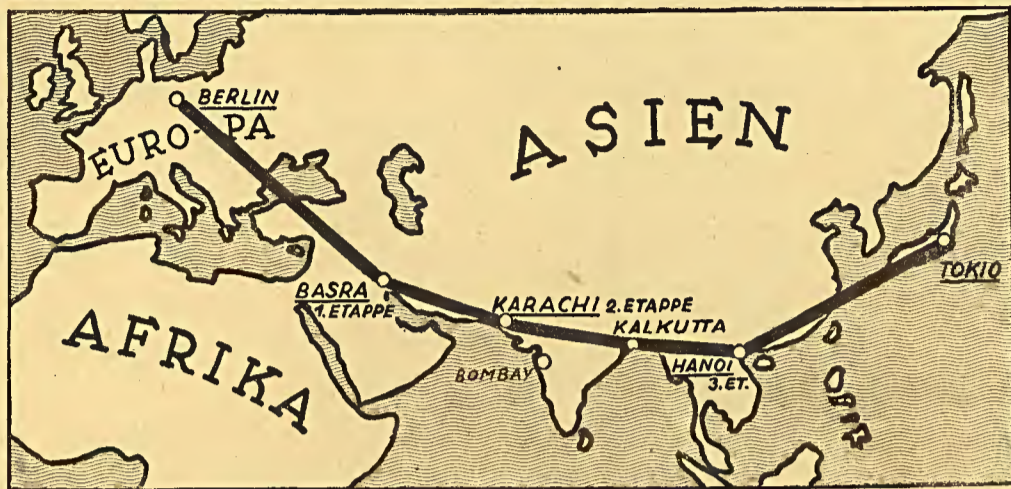 BERLIN
EURO-PA
ASIEN
TOKIO
BASRA
1. ETAPPE
KARACHI 2. ETAPPE
KALKUTTA
BOMBAY
HANOI
3. ET.
AFRIKA